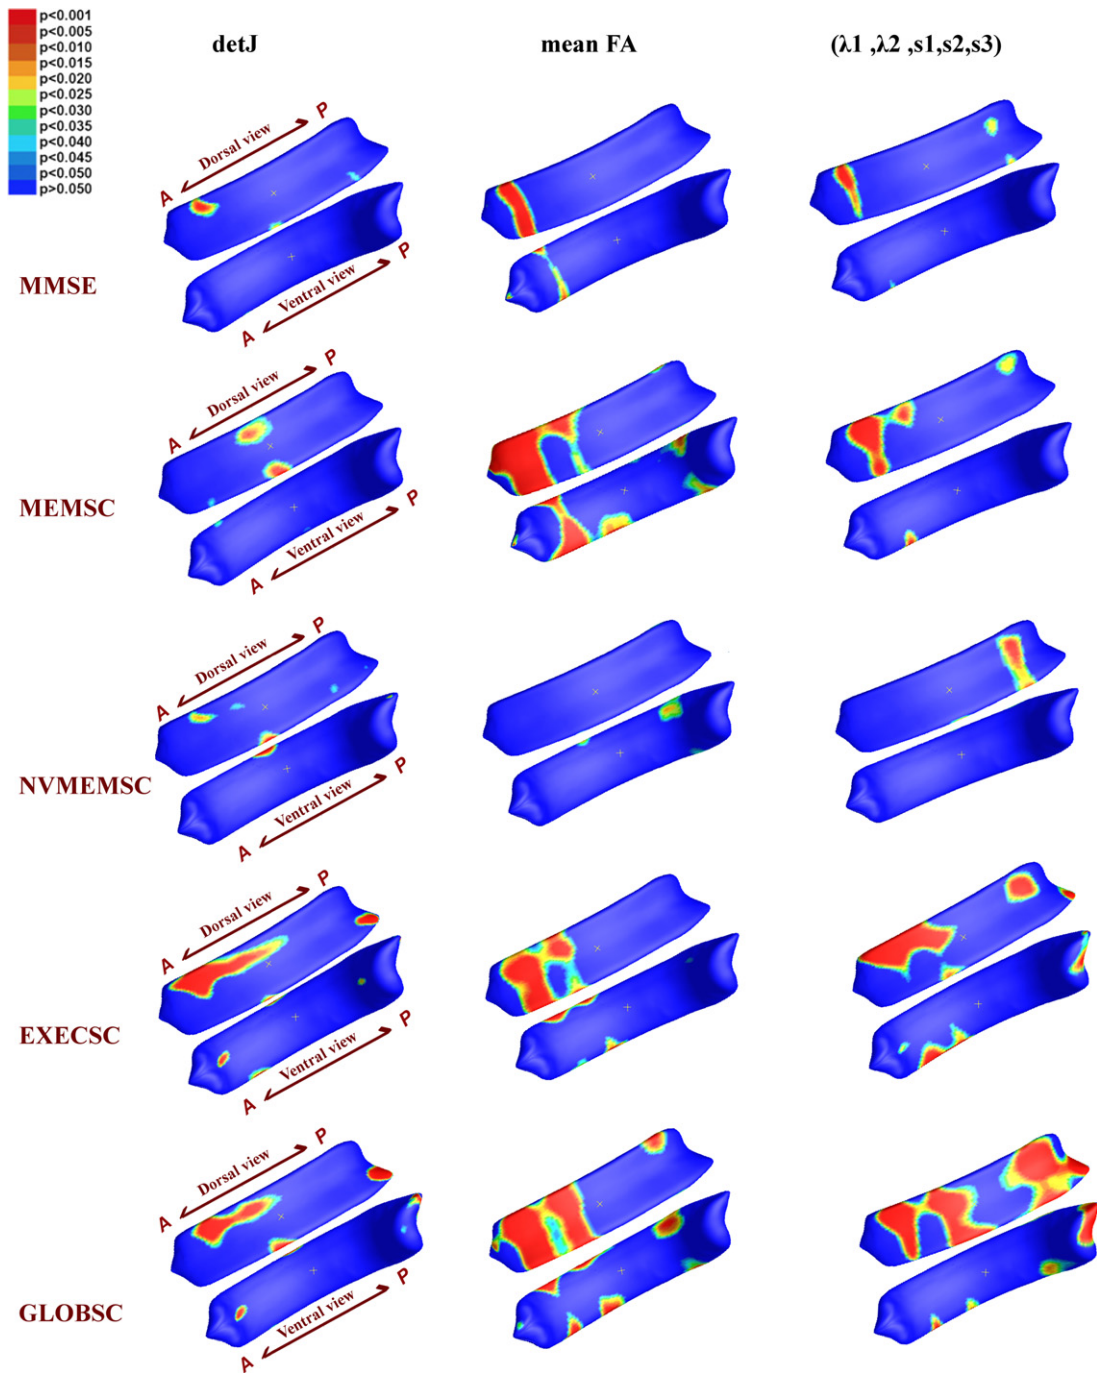 p<0.001
p<0.005
p<0.010
p<0.015
p<0.020
p<0.025
p<0.030
p<0.035
p<0.040
p<0.045
p<0.050
p>0.050
detJ mean FA (λ1 ,λ2 ,s1,s2,s3)
A Dorsal view P
A Ventral view P
MMSE
A Dorsal view P
A Ventral view P
MEMSC
A Dorsal view P
A Ventral view P
NVMEMSC
A Dorsal view P
A Ventral view P
EXECSC
A Dorsal view P
A Ventral view P
GLOBSC